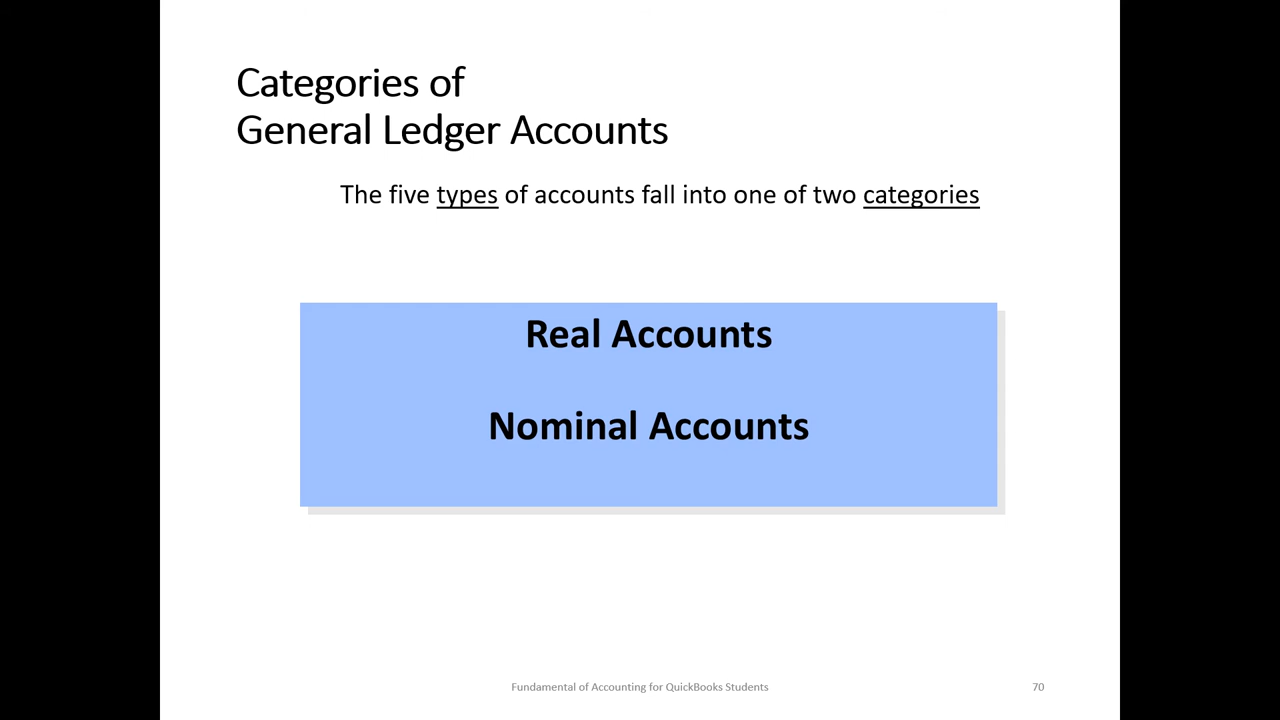 Categories of
General Ledger Accounts
The five types of accounts fall into one of two categories
Real Accounts
Nominal Accounts
Fundamental of Accounting for QuickBooks Students
70